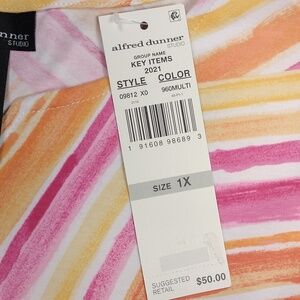 unner
STUDIO
alfred dunner
STUDIO
GROUP NAME
KEY ITEMS
2021
STYLE COLOR
09812 X0 960MULTI
1 91608 98689 3
SIZE 1X
SUGGESTED
RETAIL $50.00